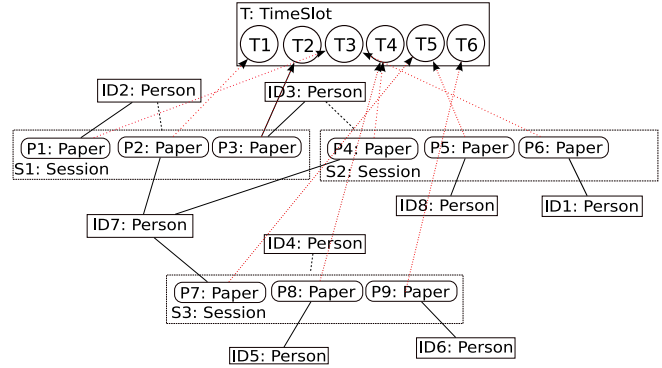 T: TimeSlot
T1 T2 T3 T4 T5 T6
ID2: Person
ID3: Person
P1: Paper P2: Paper P3: Paper
S1: Session
P4: Paper P5: Paper P6: Paper
S2: Session
ID7: Person
ID8: Person
ID1: Person
ID4: Person
P7: Paper P8: Paper P9: Paper
S3: Session
ID5: Person
ID6: Person